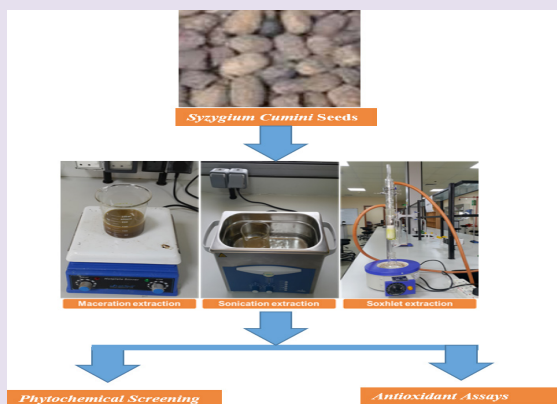 Syzygium Cumini Seeds
Maceration extraction
Sonication extraction
Soxhlet extraction
Phytochemical Screening
Antioxidant Assays